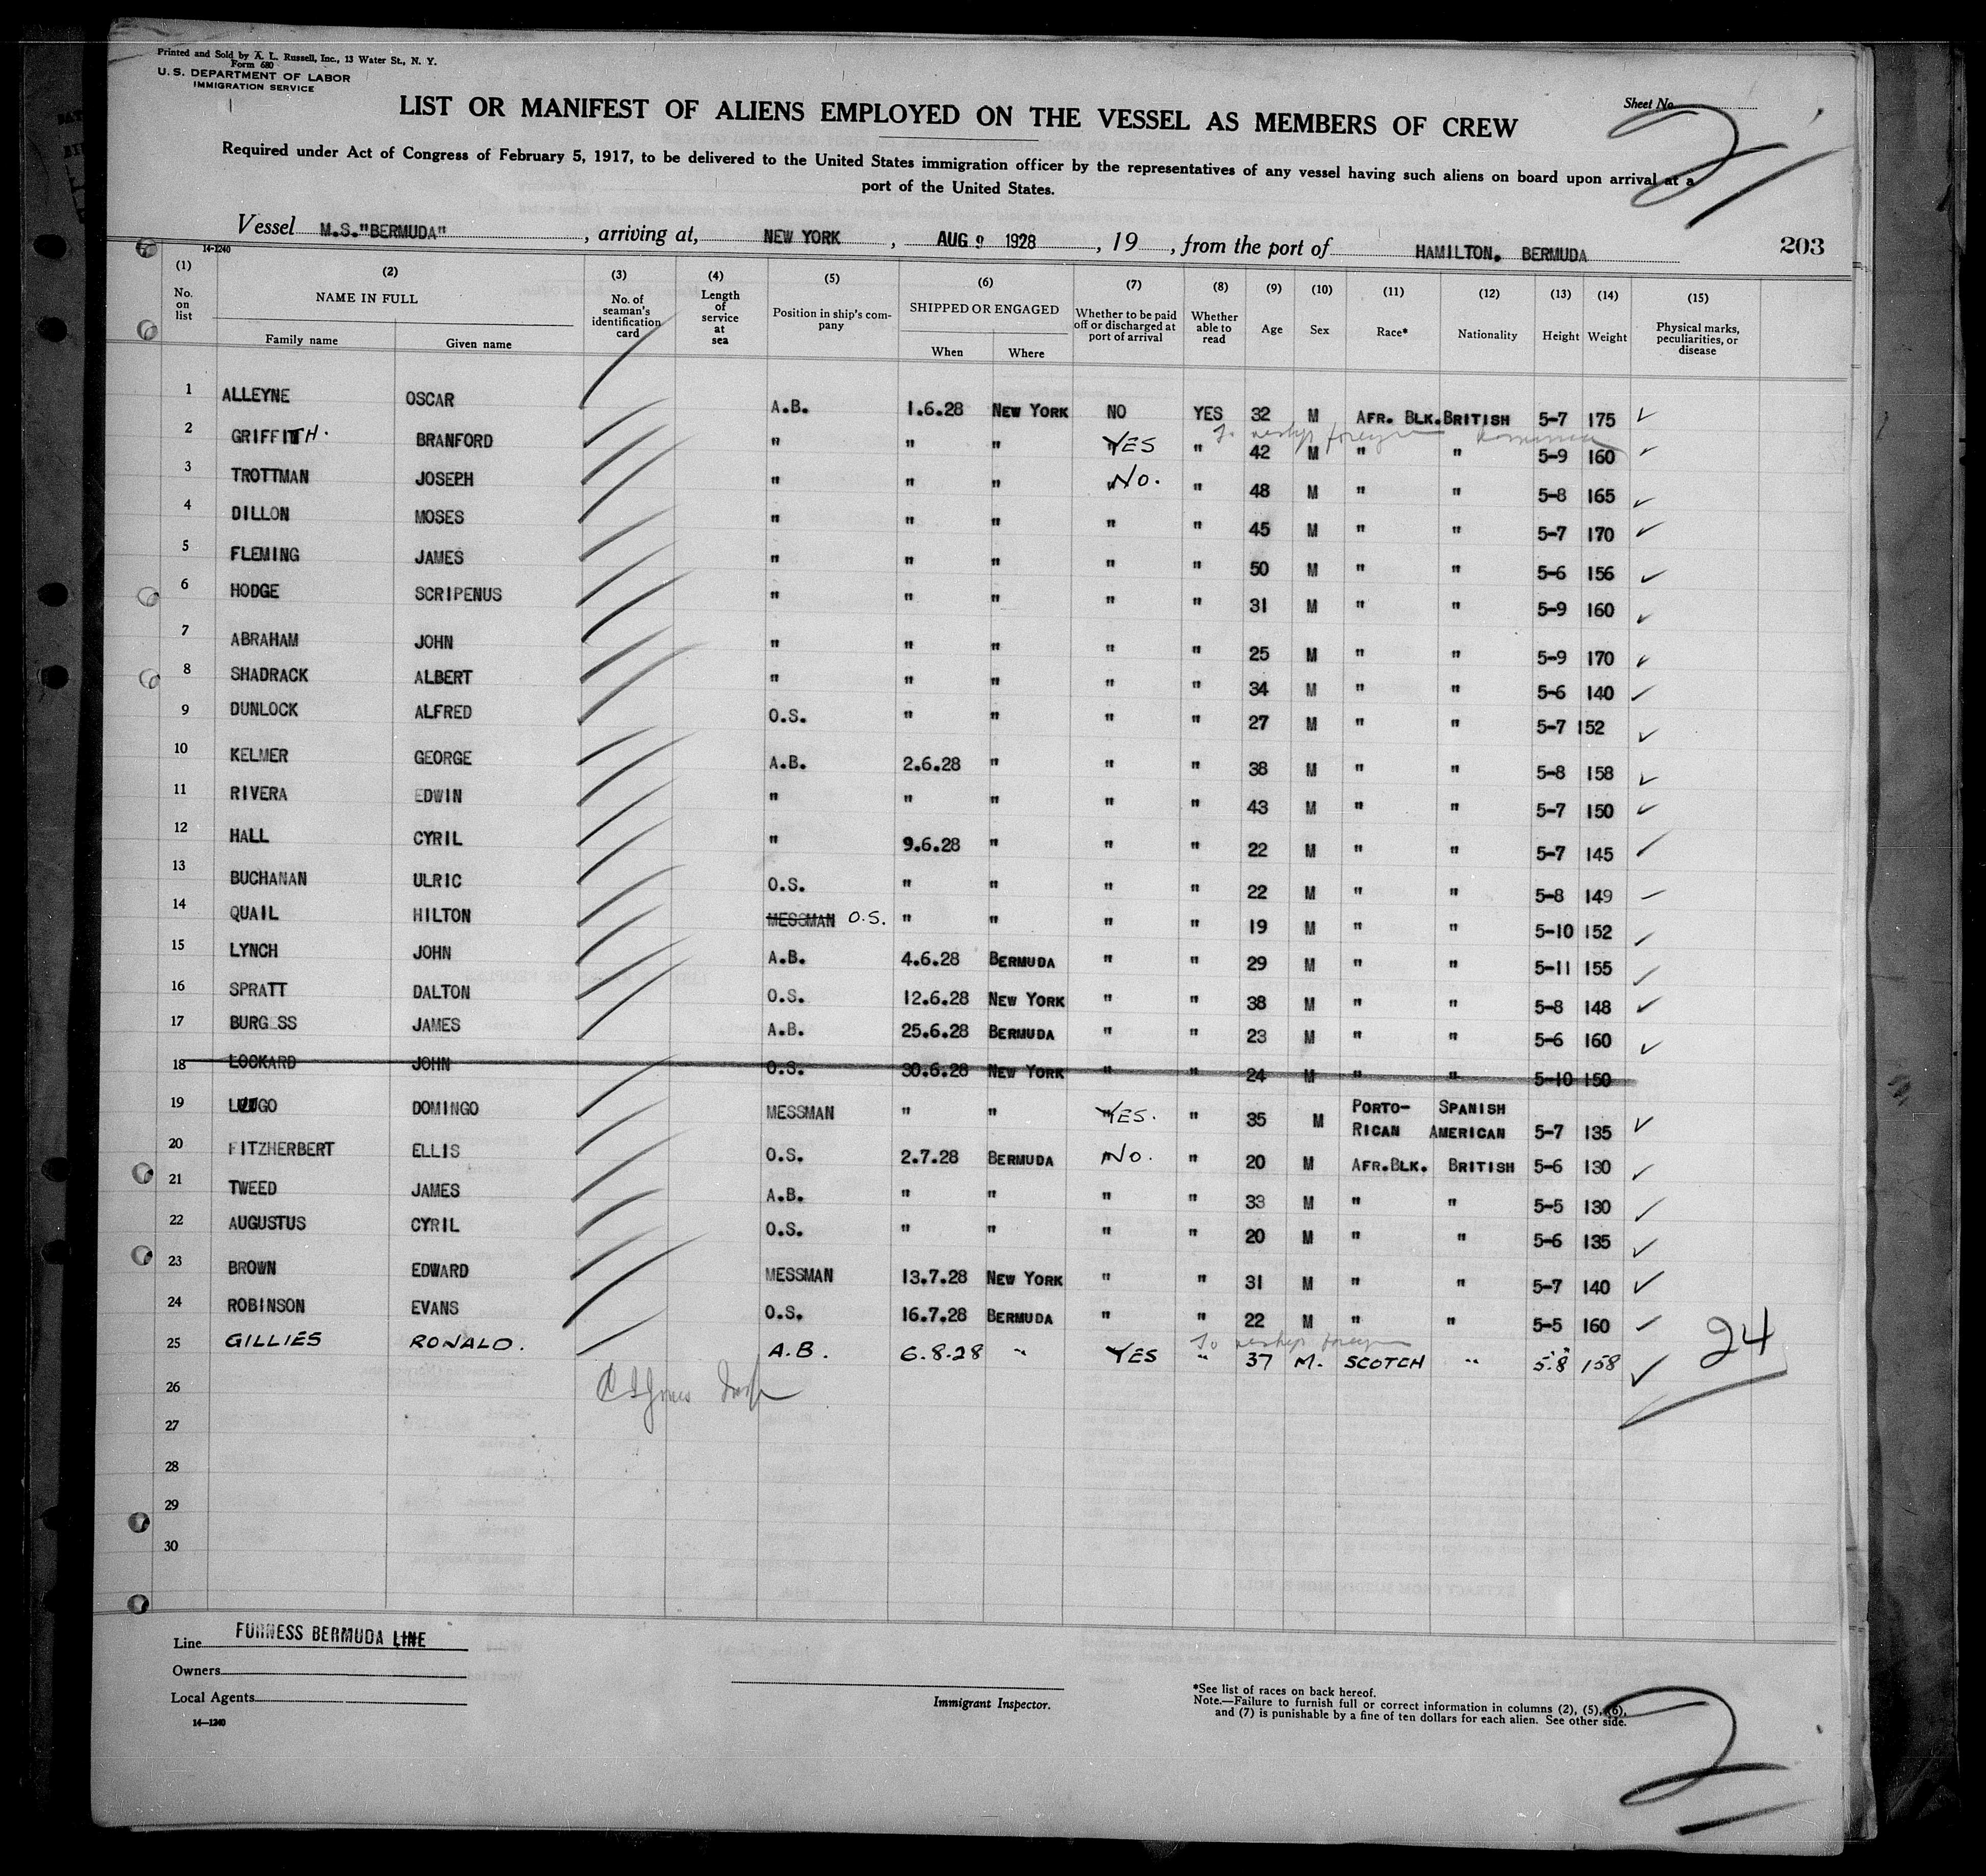 Printed and Sold by A. L. Russell, Inc., 13 Water St., N. Y.
Form 680
U. S. DEPARTMENT OF LABOR
IMMIGRATION SERVICE
Sheet No.
2
LIST OR MANIFEST OF ALIENS EMPLOYED ON THE VESSEL AS MEMBERS OF CREW
Required under Act of Congress of February 5, 1917, to be delivered to the United States immigration officer by the representatives of any vessel having such aliens on board upon arrival at a
port of the United States.
Vessel M.S."BERMUDA", arriving at, NEW YORK, AUG 9 1928, 19, from the port of HAMILTON, BERMUDA
203
14-1240
(1) (2) (3) (4) (5) (6) (7) (8) (9) (10) (11) (12) (13) (14) (15)
No. on list NAME IN FULL Family name Given name No. of seaman's identification card Length of service at sea Position in ship's company SHIPPED OR ENGAGED When Where Whether to be paid off or discharged at port of arrival Whether able to read Age Sex Race* Nationality Height Weight Physical marks, peculiarities, or disease
1 ALLEYNE OSCAR A.B. 1.6.28 NEW YORK NO YES 32 M AFR. BLK. BRITISH 5-7 175 ✓
To reship foreign
2 GRIFFITH. BRANFORD " " " YES " 42 M " " 5-9 160 ✓
3 TROTTMAN JOSEPH " " " No. " 48 M " " 5-8 165 ✓
4 DILLON MOSES " " " " " 45 M " " 5-7 170 ✓
5 FLEMING JAMES " " " " " 50 M " " 5-6 156 ✓
6 HODGE SCRIPENUS " " " " " 31 M " " 5-9 160 ✓
7 ABRAHAM JOHN " " " " " 25 M " " 5-9 170 ✓
8 SHADRACK ALBERT " " " " " 34 M " " 5-6 140 ✓
9 DUNLOCK ALFRED O.S. " " " " 27 M " " 5-7 152 ✓
10 KELMER GEORGE A.B. 2.6.28 " " " 38 M " " 5-8 158 ✓
11 RIVERA EDWIN " " " " " 43 M " " 5-7 150 ✓
12 HALL CYRIL " 9.6.28 " " " 22 M " " 5-7 145 ✓
13 BUCHANAN ULRIC O.S. " " " " 22 M " " 5-8 149 ✓
14 QUAIL HILTON MESSMAN O.S. " " " " 19 M " " 5-10 152 ✓
15 LYNCH JOHN A.B. 4.6.28 BERMUDA " " 29 M " " 5-11 155 ✓
16 SPRATT DALTON O.S. 12.6.28 NEW YORK " " 38 M " " 5-8 148 ✓
17 BURGESS JAMES A.B. 25.6.28 BERMUDA " " 23 M " " 5-6 160 ✓
18 LOCKARD JOHN O.S. 30.6.28 NEW YORK " " 24 M " " 5-10 150
19 LUGO DOMINGO MESSMAN " " YES. " 35 M PORTO-RICAN SPANISH AMERICAN 5-7 135 ✓
20 FITZHERBERT ELLIS O.S. 2.7.28 BERMUDA No. " 20 M AFR.BLK. BRITISH 5-6 130 ✓
21 TWEED JAMES A.B. " " " " 33 M " " 5-5 130 ✓
22 AUGUSTUS CYRIL O.S. " " " " 20 M " " 5-6 135 ✓
23 BROWN EDWARD MESSMAN 13.7.28 NEW YORK " " 31 M " " 5-7 140 ✓
24 ROBINSON EVANS O.S. 16.7.28 BERMUDA " " 22 M " " 5-5 160 ✓
To reship foreign
25 GILLIES RONALD. A.B. 6.8.28 " YES " 37 M. SCOTCH " 5.8 158 ✓
24
26
27
28
29
30
Line FURNESS BERMUDA LINE
Owners
Local Agents
14-1240
Immigrant Inspector.
*See list of races on back hereof.
Note.—Failure to furnish full or correct information in columns (2), (5), (6),
and (7) is punishable by a fine of ten dollars for each alien. See other side.
2